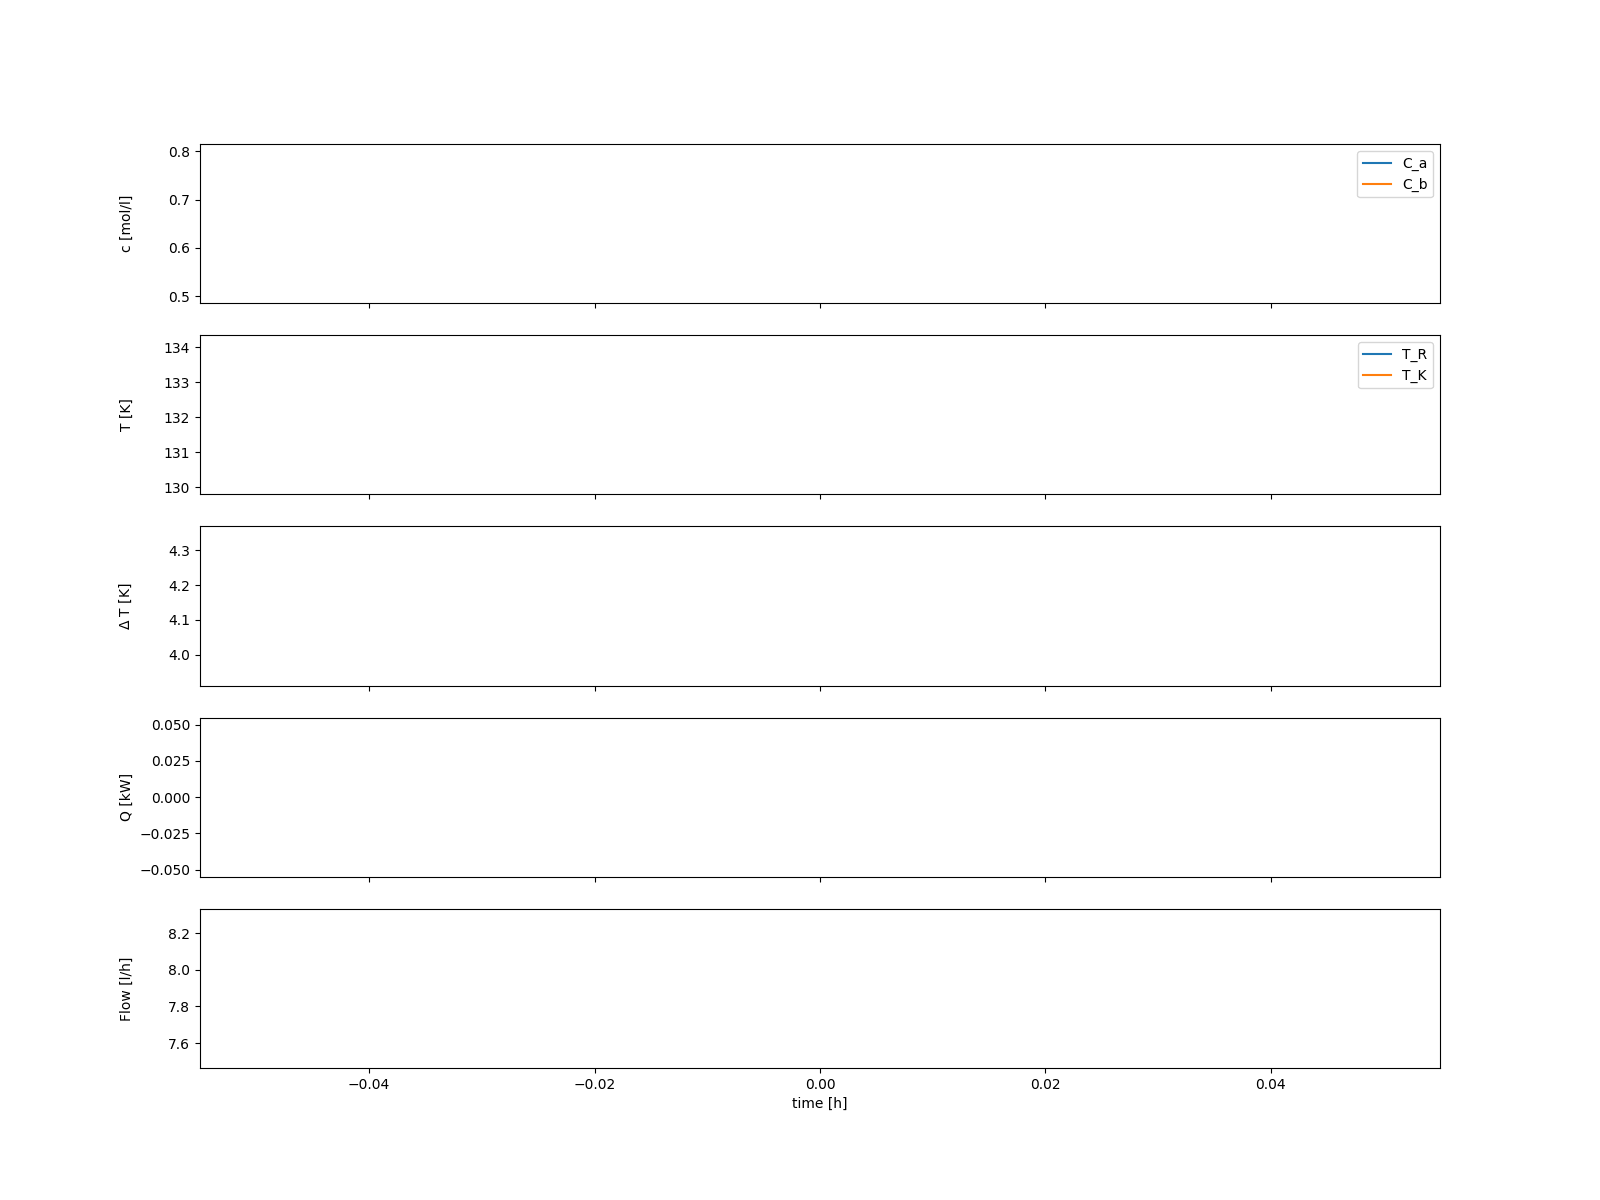 c [mol/l]
0.8
0.7
0.6
0.5
C_a
C_b
T [K]
134
133
132
131
130
T_R
T_K
Δ T [K]
4.3
4.2
4.1
4.0
Q [kW]
0.050
0.025
0.000
−0.025
−0.050
Flow [l/h]
8.2
8.0
7.8
7.6
−0.04 −0.02 0.00 0.02 0.04
time [h]